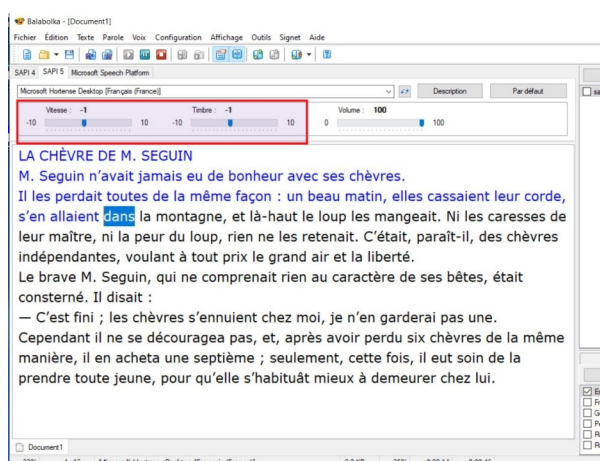 Balabolka - [Document1]
Fichier Édition Texte Parole Voix Configuration Affichage Outils Signet Aide
SAPI 4 SAPI 5 Microsoft Speech Platform
Microsoft Hortense Desktop [Français (France)] Description Par défaut
Vitesse : -1 Timbre : -1 Volume : 100
-10 10 -10 10 0 100
LA CHÈVRE DE M. SEGUIN
M. Seguin n’avait jamais eu de bonheur avec ses chèvres.
Il les perdait toutes de la même façon : un beau matin, elles cassaient leur corde,
s’en allaient dans la montagne, et là-haut le loup les mangeait. Ni les caresses de
leur maître, ni la peur du loup, rien ne les retenait. C’était, paraît-il, des chèvres
indépendantes, voulant à tout prix le grand air et la liberté.
Le brave M. Seguin, qui ne comprenait rien au caractère de ses bêtes, était
consterné. Il disait :
— C’est fini ; les chèvres s’ennuient chez moi, je n’en garderai pas une.
Cependant il ne se découragea pas, et, après avoir perdu six chèvres de la même
manière, il en acheta une septième ; seulement, cette fois, il eut soin de la
prendre toute jeune, pour qu’elle s’habituât mieux à demeurer chez lui.
Document1